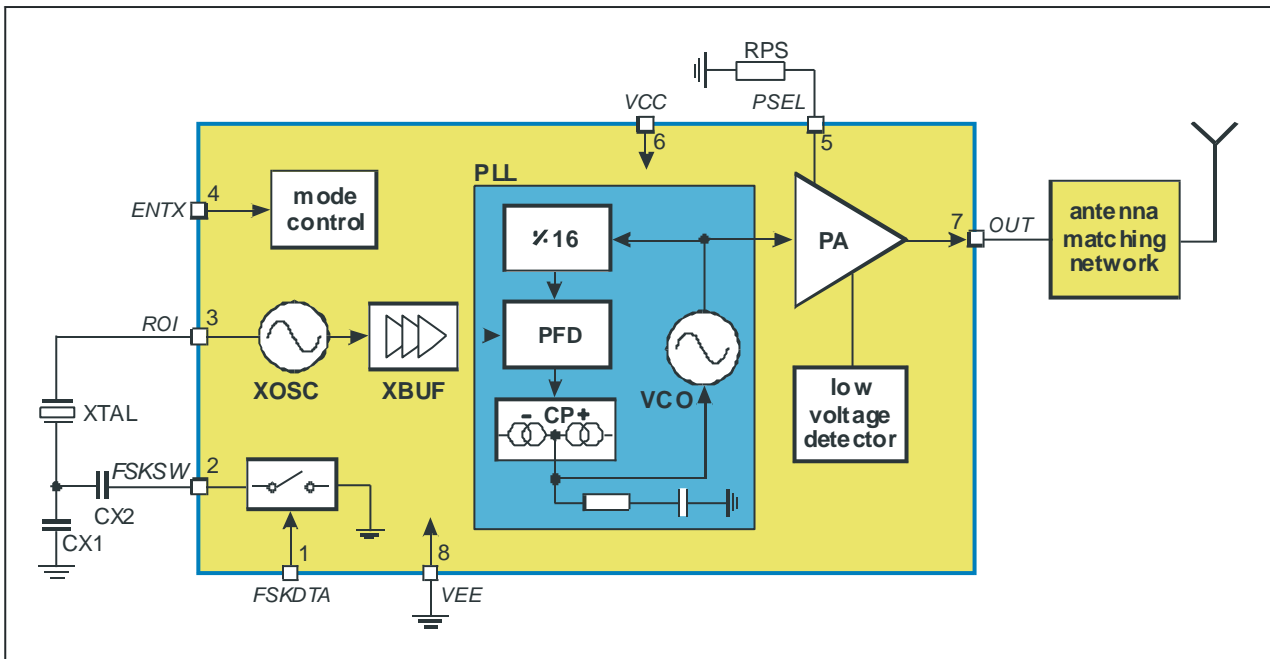 RPS
VCC
PSEL
6
5
PLL
4
ENTX
mode
control
÷16
PA
7
OUT
antenna
matching
network
ROI
3
PFD
XOSC
XBUF
VCO
low
voltage
detector
XTAL
- CP +
FSKSW
2
CX2
CX1
1
8
FSKDTA
VEE